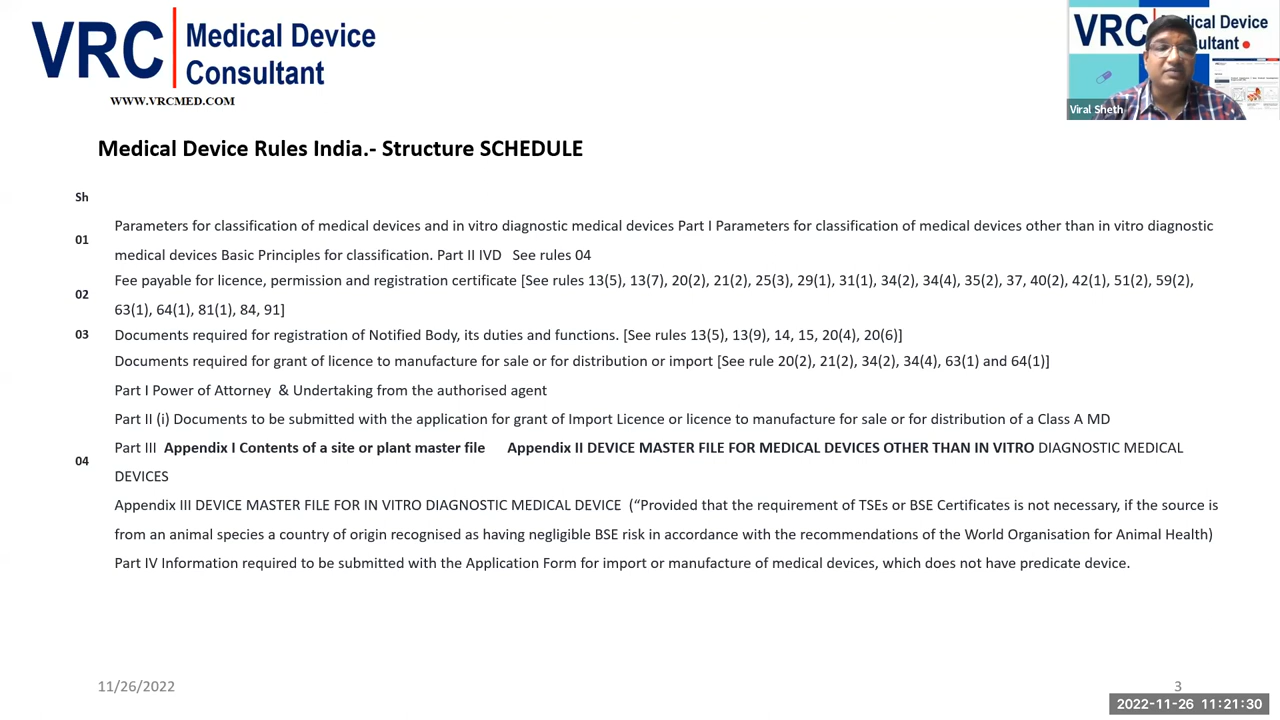 VRC Medical Device
Consultant
WWW.VRCMED.COM
VRC Medical Device
ultant
Viral Sheth
Medical Device Rules India.- Structure SCHEDULE
Sh
01 Parameters for classification of medical devices and in vitro diagnostic medical devices Part I Parameters for classification of medical devices other than in vitro diagnostic
medical devices Basic Principles for classification. Part II IVD See rules 04
02 Fee payable for licence, permission and registration certificate [See rules 13(5), 13(7), 20(2), 21(2), 25(3), 29(1), 31(1), 34(2), 34(4), 35(2), 37, 40(2), 42(1), 51(2), 59(2),
63(1), 64(1), 81(1), 84, 91]
03 Documents required for registration of Notified Body, its duties and functions. [See rules 13(5), 13(9), 14, 15, 20(4), 20(6)]
Documents required for grant of licence to manufacture for sale or for distribution or import [See rule 20(2), 21(2), 34(2), 34(4), 63(1) and 64(1)]
Part I Power of Attorney & Undertaking from the authorised agent
Part II (i) Documents to be submitted with the application for grant of Import Licence or licence to manufacture for sale or for distribution of a Class A MD
04 Part III Appendix I Contents of a site or plant master file Appendix II DEVICE MASTER FILE FOR MEDICAL DEVICES OTHER THAN IN VITRO DIAGNOSTIC MEDICAL
DEVICES
Appendix III DEVICE MASTER FILE FOR IN VITRO DIAGNOSTIC MEDICAL DEVICE (“Provided that the requirement of TSEs or BSE Certificates is not necessary, if the source is
from an animal species a country of origin recognised as having negligible BSE risk in accordance with the recommendations of the World Organisation for Animal Health)
Part IV Information required to be submitted with the Application Form for import or manufacture of medical devices, which does not have predicate device.
11/26/2022
3
2022-11-26 11:21:30